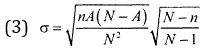 (3) σ = √(nA(N − A)/N²) √((N − n)/(N − 1))